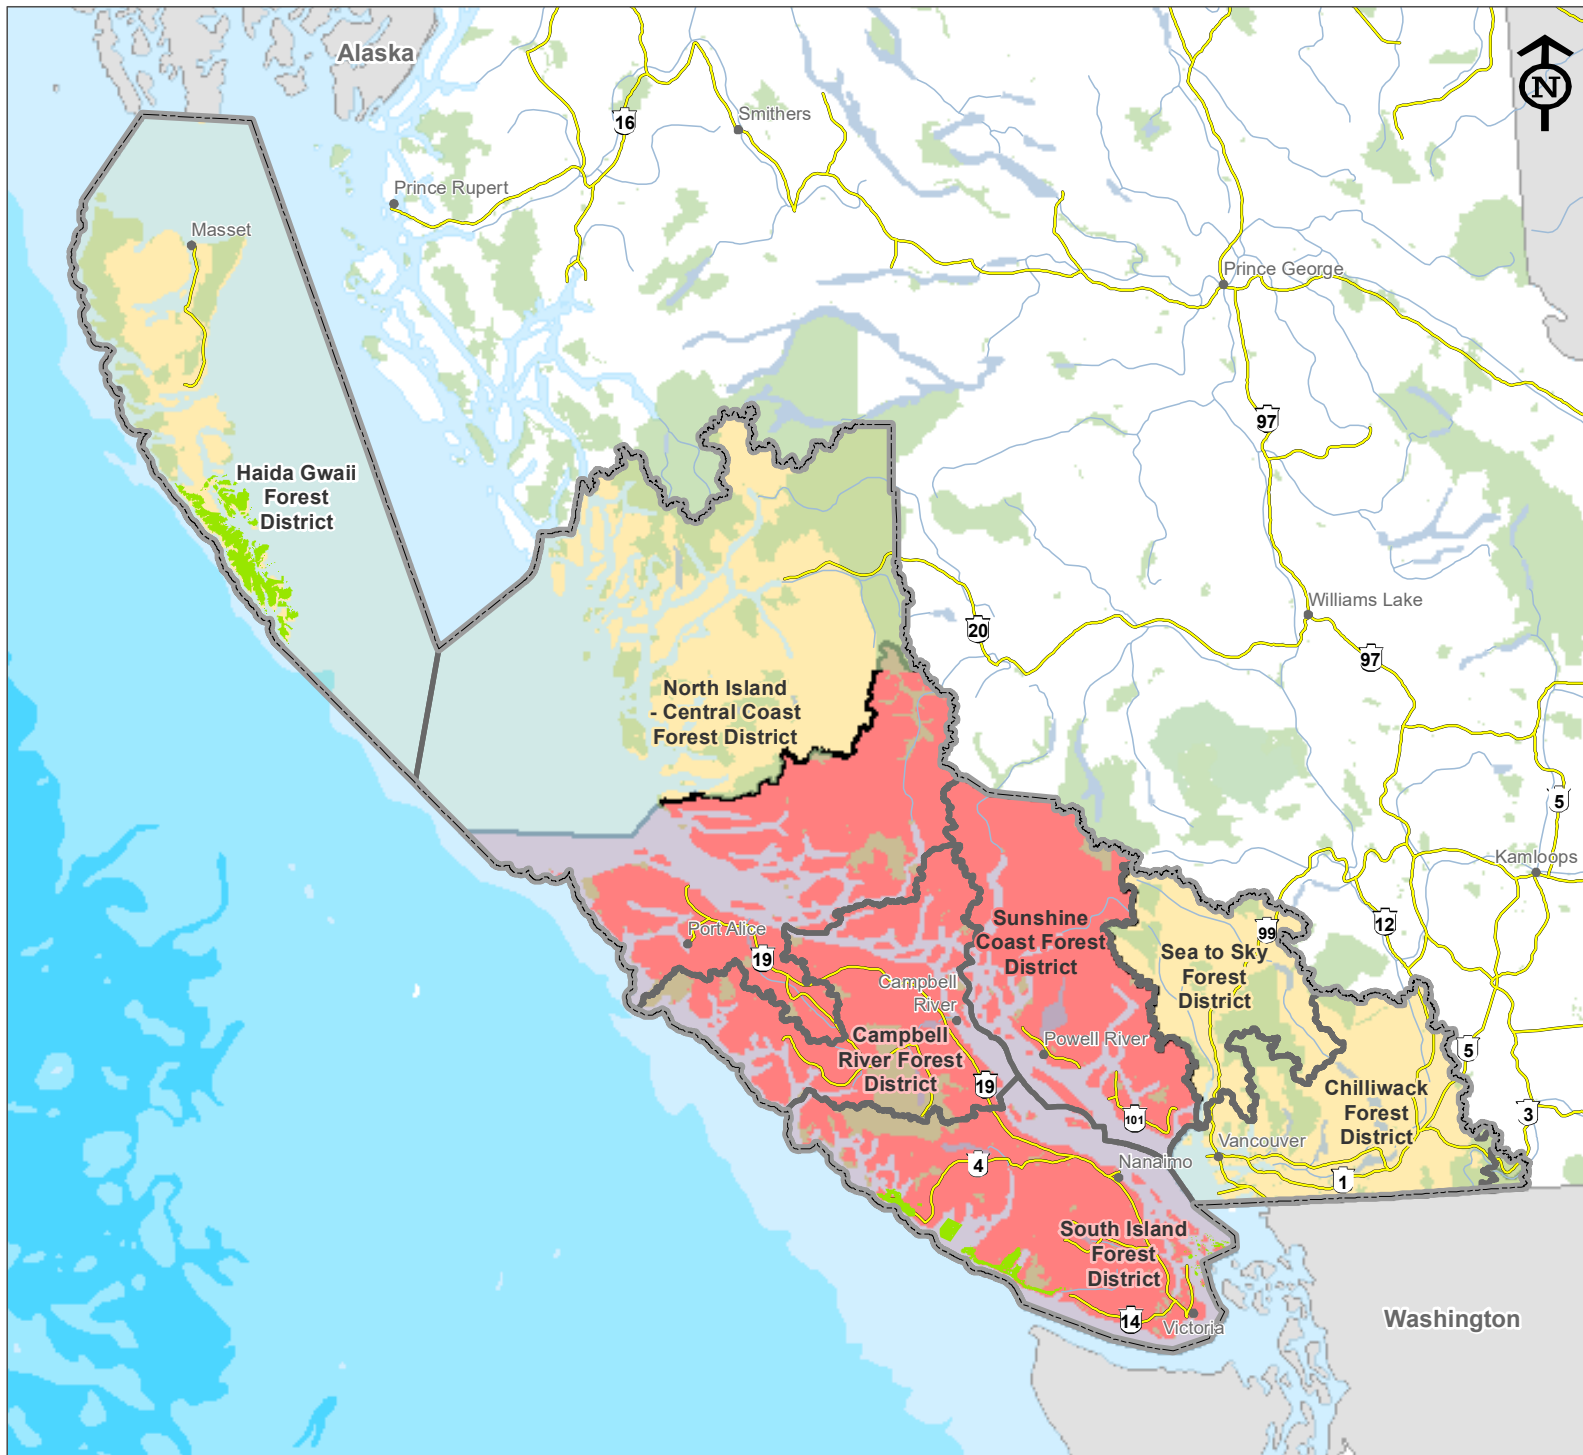 Alaska
N
16
Smithers
Prince Rupert
Masset
Prince George
97
Haida Gwaii
Forest
District
Williams Lake
20
97
North Island
- Central Coast
Forest District
5
Kamloops
Sunshine
Coast Forest
District
99
12
Port Alice
19
Sea to Sky
Forest
District
Campbell
River
Campbell
River Forest
District
Powell River
5
19
Chilliwack
Forest
District
101
3
Vancouver
4
Nanaimo
1
South Island
Forest
District
14
Victoria
Washington